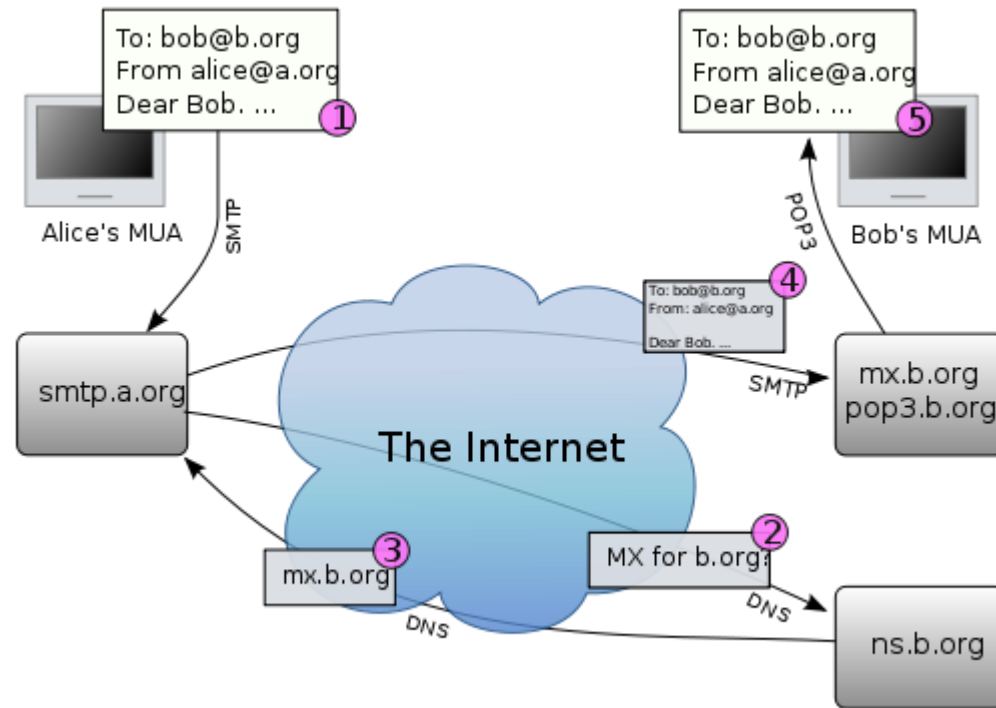 To: bob@b.org
From alice@a.org
Dear Bob. ...
1
Alice's MUA
SMTP
To: bob@b.org
From alice@a.org
Dear Bob. ...
5
Bob's MUA
POP3
4
To: bob@b.org
From: alice@a.org
Dear Bob. ...
SMTP
smtp.a.org
mx.b.org
pop3.b.org
The Internet
2
MX for b.org?
DNS
3
mx.b.org
DNS
ns.b.org